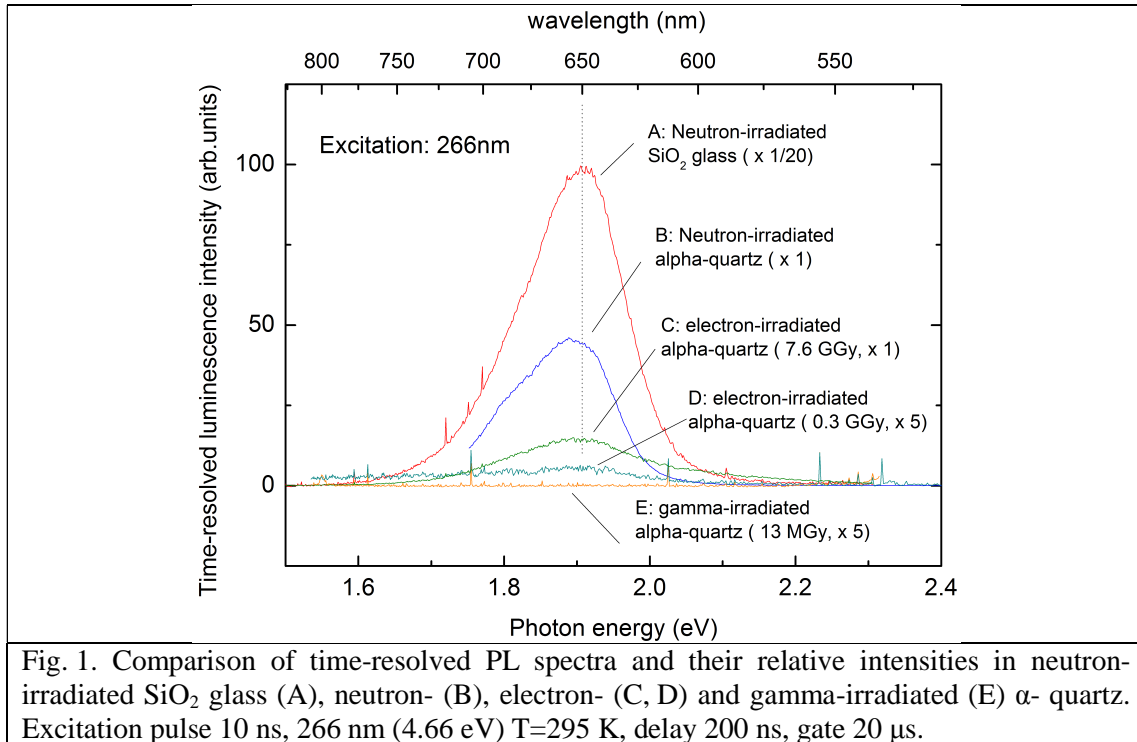 wavelength (nm)
800 750 700 650 600 550
Time-resolved luminescence intensity (arb.units)
100
50
0
Excitation: 266nm
A: Neutron-irradiated
SiO₂ glass ( x 1/20)
B: Neutron-irradiated
alpha-quartz ( x 1)
C: electron-irradiated
alpha-quartz ( 7.6 GGy, x 1)
D: electron-irradiated
alpha-quartz ( 0.3 GGy, x 5)
E: gamma-irradiated
alpha-quartz ( 13 MGy, x 5)
1.6 1.8 2.0 2.2 2.4
Photon energy (eV)
Fig. 1. Comparison of time-resolved PL spectra and their relative intensities in neutron-
irradiated SiO₂ glass (A), neutron- (B), electron- (C, D) and gamma-irradiated (E) α- quartz.
Excitation pulse 10 ns, 266 nm (4.66 eV) T=295 K, delay 200 ns, gate 20 μs.